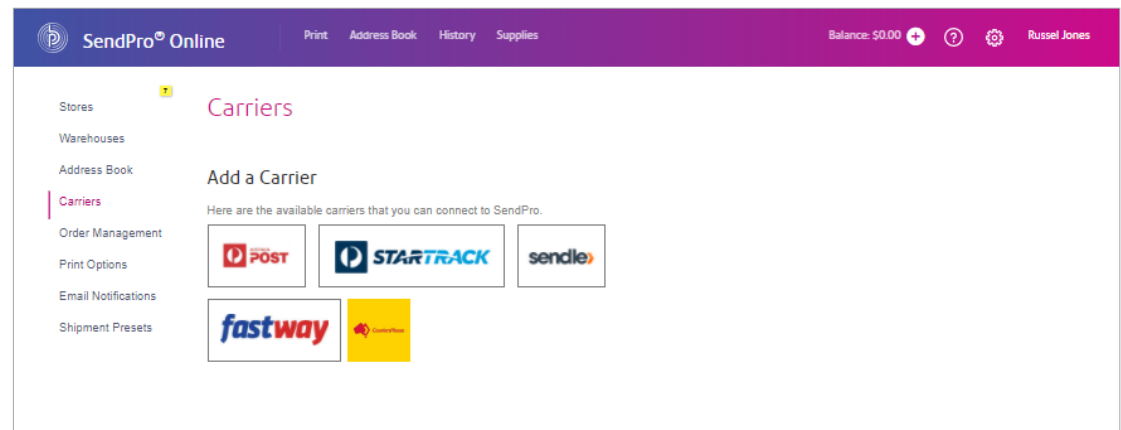 SendPro® Online
Print Address Book History Supplies
Balance: $0.00
Russel Jones
Stores
Warehouses
Address Book
Carriers
Order Management
Print Options
Email Notifications
Shipment Presets
Carriers
Add a Carrier
Here are the available carriers that you can connect to SendPro.
POST
STARTRACK
sendle
fastway